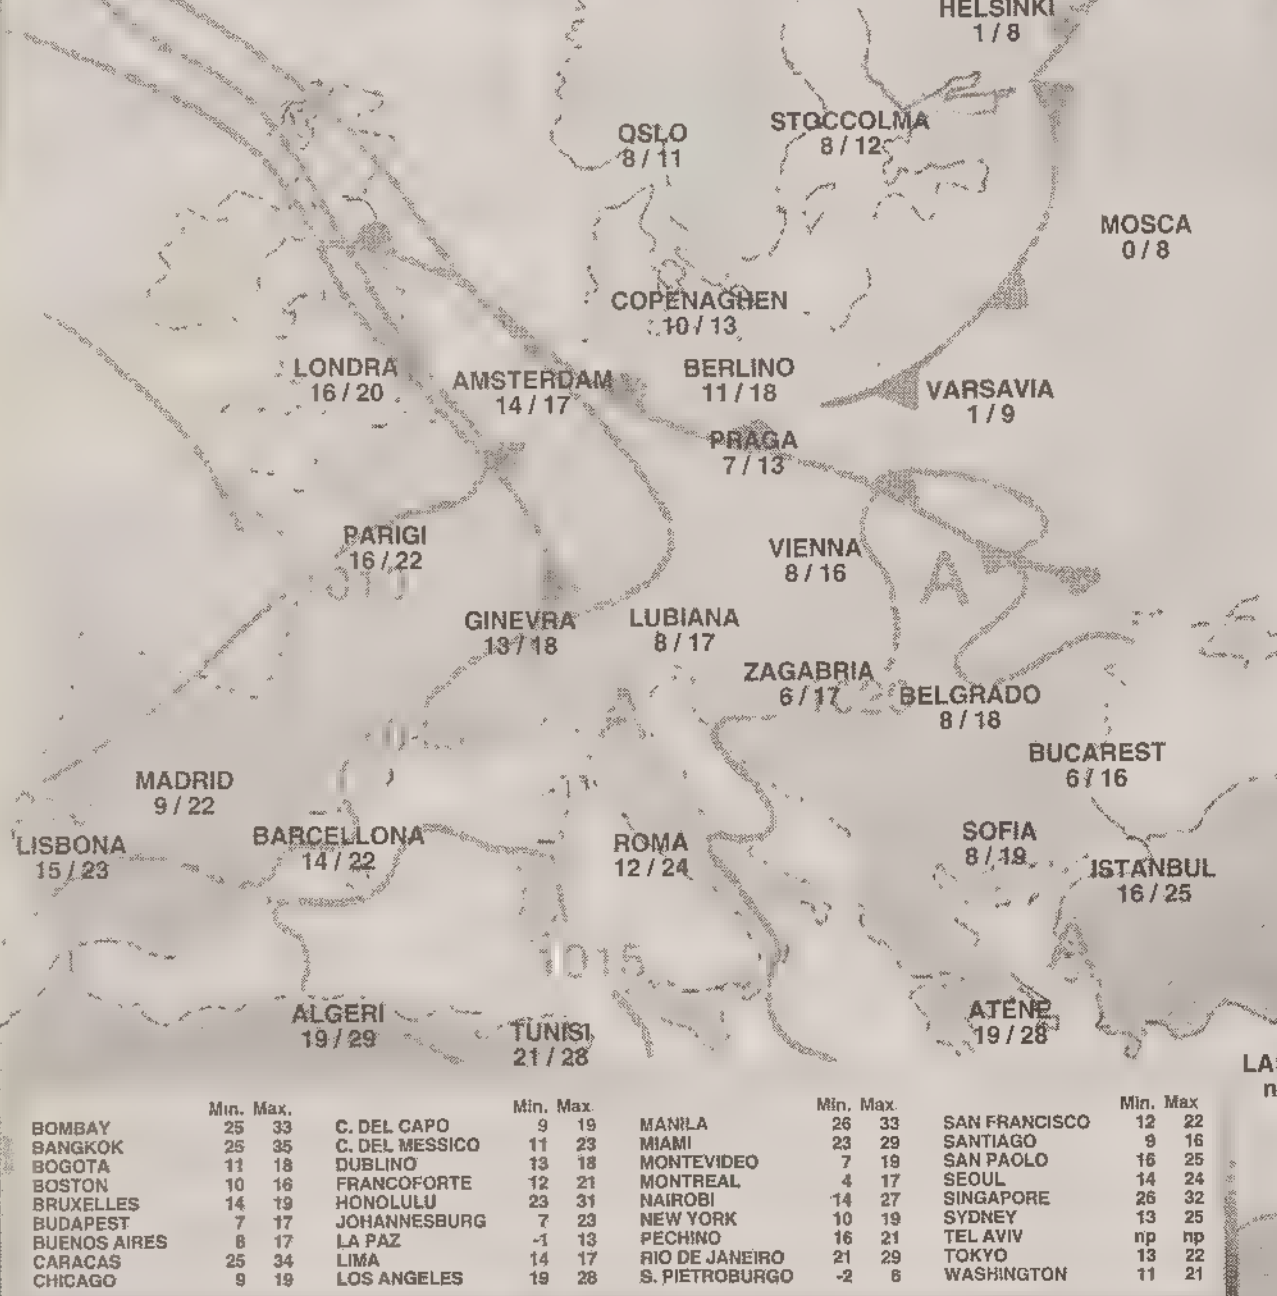 HELSINKI
1 / 8
OSLO
8 / 11
STOCCOLMA
8 / 12
MOSCA
0 / 8
COPENAGHEN
10 / 13
LONDRA
16 / 20
AMSTERDAM
14 / 17
BERLINO
11 / 18
VARSAVIA
1 / 9
PRAGA
7 / 13
PARIGI
16 / 22
VIENNA
8 / 16
A
GINEVRA
13 / 18
LUBIANA
8 / 17
ZAGABRIA
6 / 17
BELGRADO
8 / 18
A
BUCAREST
6 / 16
MADRID
9 / 22
LISBONA
15 / 23
BARCELLONA
14 / 22
ROMA
12 / 24
SOFIA
8 / 19
ISTANBUL
16 / 25
1015
ALGERI
19 / 29
TUNISI
21 / 28
ATENE
19 / 28
Min. Max.
BOMBAY 25 33
BANGKOK 25 35
BOGOTA 11 18
BOSTON 10 16
BRUXELLES 14 19
BUDAPEST 7 17
BUENOS AIRES 8 17
CARACAS 25 34
CHICAGO 9 19
Min. Max.
C. DEL CAPO 9 19
C. DEL MESSICO 11 23
DUBLINO 13 18
FRANCOFORTE 12 21
HONOLULU 23 31
JOHANNESBURG 7 23
LA PAZ -1 13
LIMA 14 17
LOS ANGELES 19 28
Min. Max.
MANILA 26 33
MIAMI 23 29
MONTEVIDEO 7 19
MONTREAL 4 17
NAIROBI 14 27
NEW YORK 10 19
PECHINO 16 21
RIO DE JANEIRO 21 29
S. PIETROBURGO -2 6
Min. Max
SAN FRANCISCO 12 22
SANTIAGO 9 16
SAN PAOLO 16 25
SEOUL 14 24
SINGAPORE 26 32
SYDNEY 13 25
TEL AVIV np np
TOKYO 13 22
WASHINGTON 11 21